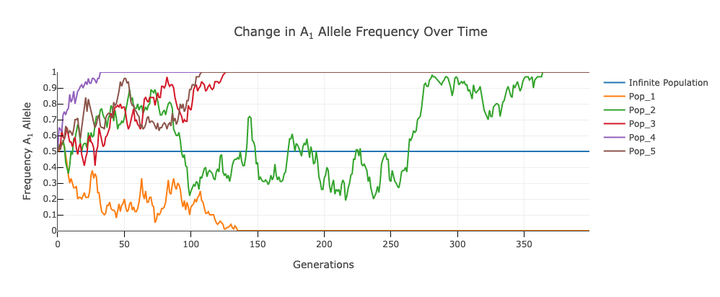 Change in A₁ Allele Frequency Over Time
Frequency A₁ Allele
1
0.9
0.8
0.7
0.6
0.5
0.4
0.3
0.2
0.1
0
0 50 100 150 200 250 300 350
Generations
Infinite Population
Pop_1
Pop_2
Pop_3
Pop_4
Pop_5